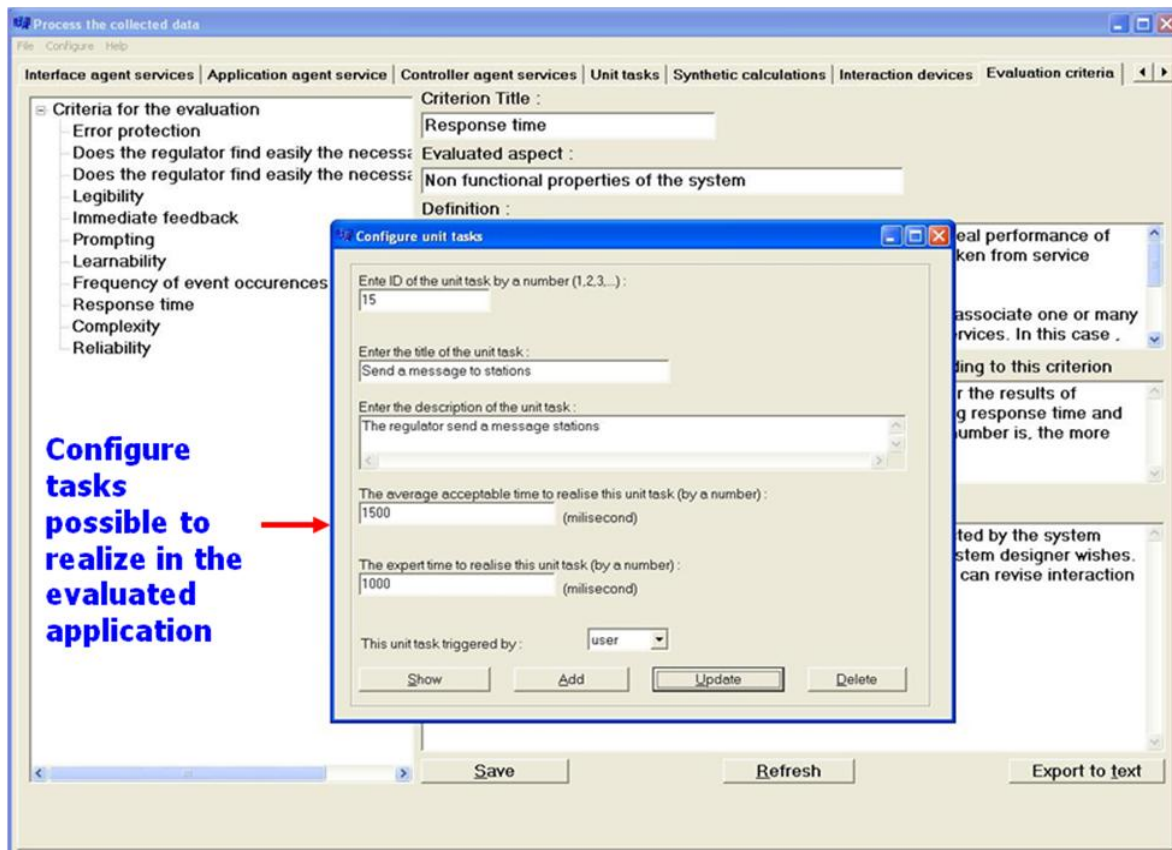 Process the collected data
File Configure Help
Interface agent services Application agent service Controller agent services Unit tasks Synthetic calculations Interaction devices Evaluation criteria
Criteria for the evaluation
Error protection
Does the regulator find easily the necessa
Does the regulator find easily the necessa
Legibility
Immediate feedback
Prompting
Learnability
Frequency of event occurences
Response time
Complexity
Reliability
Criterion Title :
Response time
Evaluated aspect :
Non functional properties of the system
Definition :
eal performance of
ken from service
associate one or many
rvices. In this case ,
ding to this criterion
r the results of
g response time and
number is, the more
ted by the system
stem designer wishes.
can revise interaction
Configure unit tasks
Ente ID of the unit task by a number (1,2,3,...) :
15
Enter the title of the unit task :
Send a message to stations
Enter the description of the unit task :
The regulator send a message stations
The average acceptable time to realise this unit task (by a number) :
1500 (milisecond)
The expert time to realise this unit task (by a number) :
1000 (milisecond)
This unit task triggered by : user
Show Add Update Delete
Configure
tasks
possible to
realize in the
evaluated
application
Save Refresh Export to text